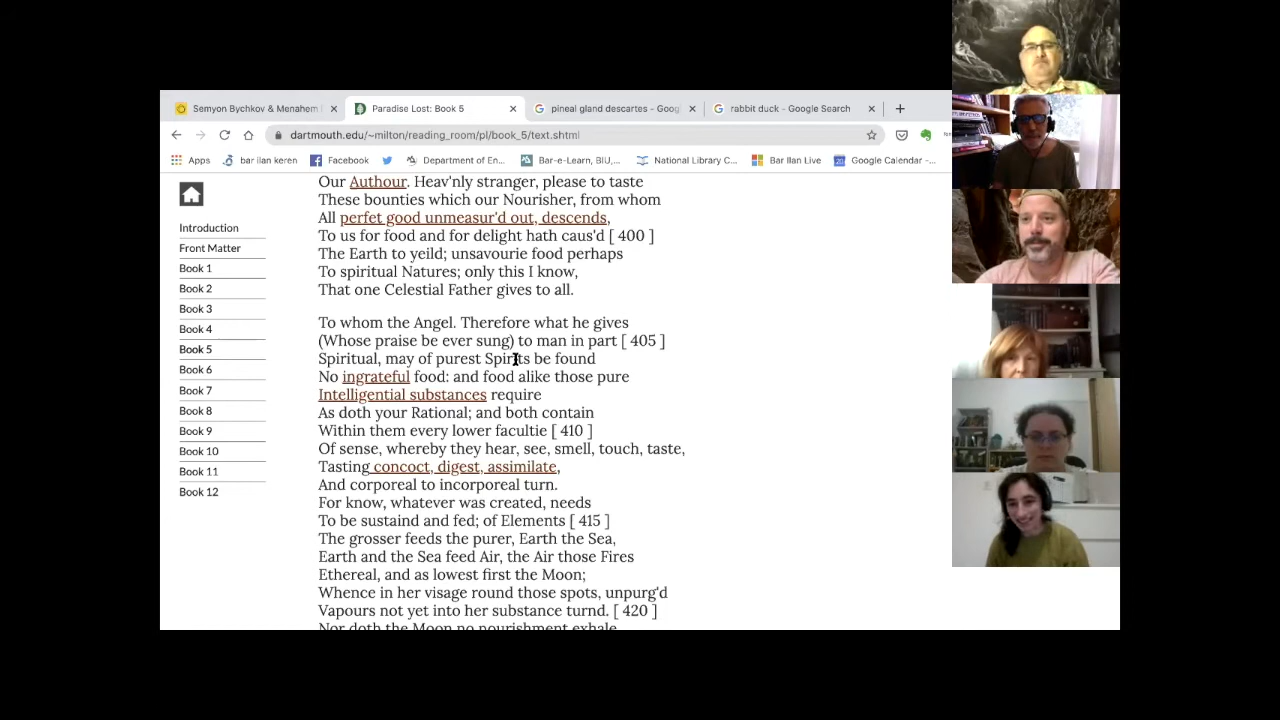 Semyon Bychkov & Menahem
Paradise Lost: Book 5
pineal gland descartes - Goog
rabbit duck - Google Search
dartmouth.edu/~milton/reading_room/pl/book_5/text.shtml
Apps
bar ilan keren
Facebook
Department of En...
Bar-e-Learn, BIU,...
National Library C...
Bar Ilan Live
Google Calendar -...
Introduction
Front Matter
Book 1
Book 2
Book 3
Book 4
Book 5
Book 6
Book 7
Book 8
Book 9
Book 10
Book 11
Book 12
Our Authour. Heav'nly stranger, please to taste
These bounties which our Nourisher, from whom
All perfet good unmeasur'd out, descends,
To us for food and for delight hath caus'd [ 400 ]
The Earth to yeild; unsavourie food perhaps
To spiritual Natures; only this I know,
That one Celestial Father gives to all.
To whom the Angel. Therefore what he gives
(Whose praise be ever sung) to man in part [ 405 ]
Spiritual, may of purest Spirits be found
No ingrateful food: and food alike those pure
Intelligential substances require
As doth your Rational; and both contain
Within them every lower facultie [ 410 ]
Of sense, whereby they hear, see, smell, touch, taste,
Tasting concoct, digest, assimilate,
And corporeal to incorporeal turn.
For know, whatever was created, needs
To be sustaind and fed; of Elements [ 415 ]
The grosser feeds the purer, Earth the Sea,
Earth and the Sea feed Air, the Air those Fires
Ethereal, and as lowest first the Moon;
Whence in her visage round those spots, unpurg'd
Vapours not yet into her substance turnd. [ 420 ]
Nor doth the Moon no nourishment exhale